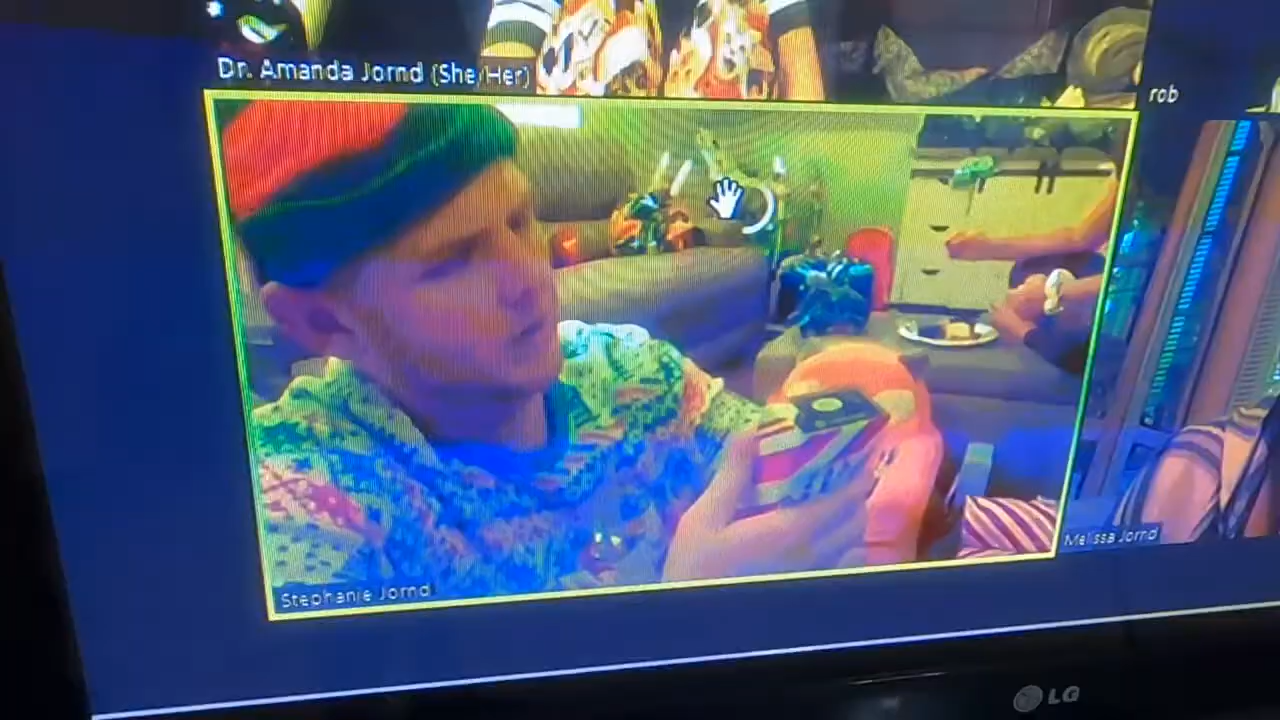 Dr. Amanda Jornd (She/Her)
rob
Stephanie Jornd
Melissa Jornd
LG